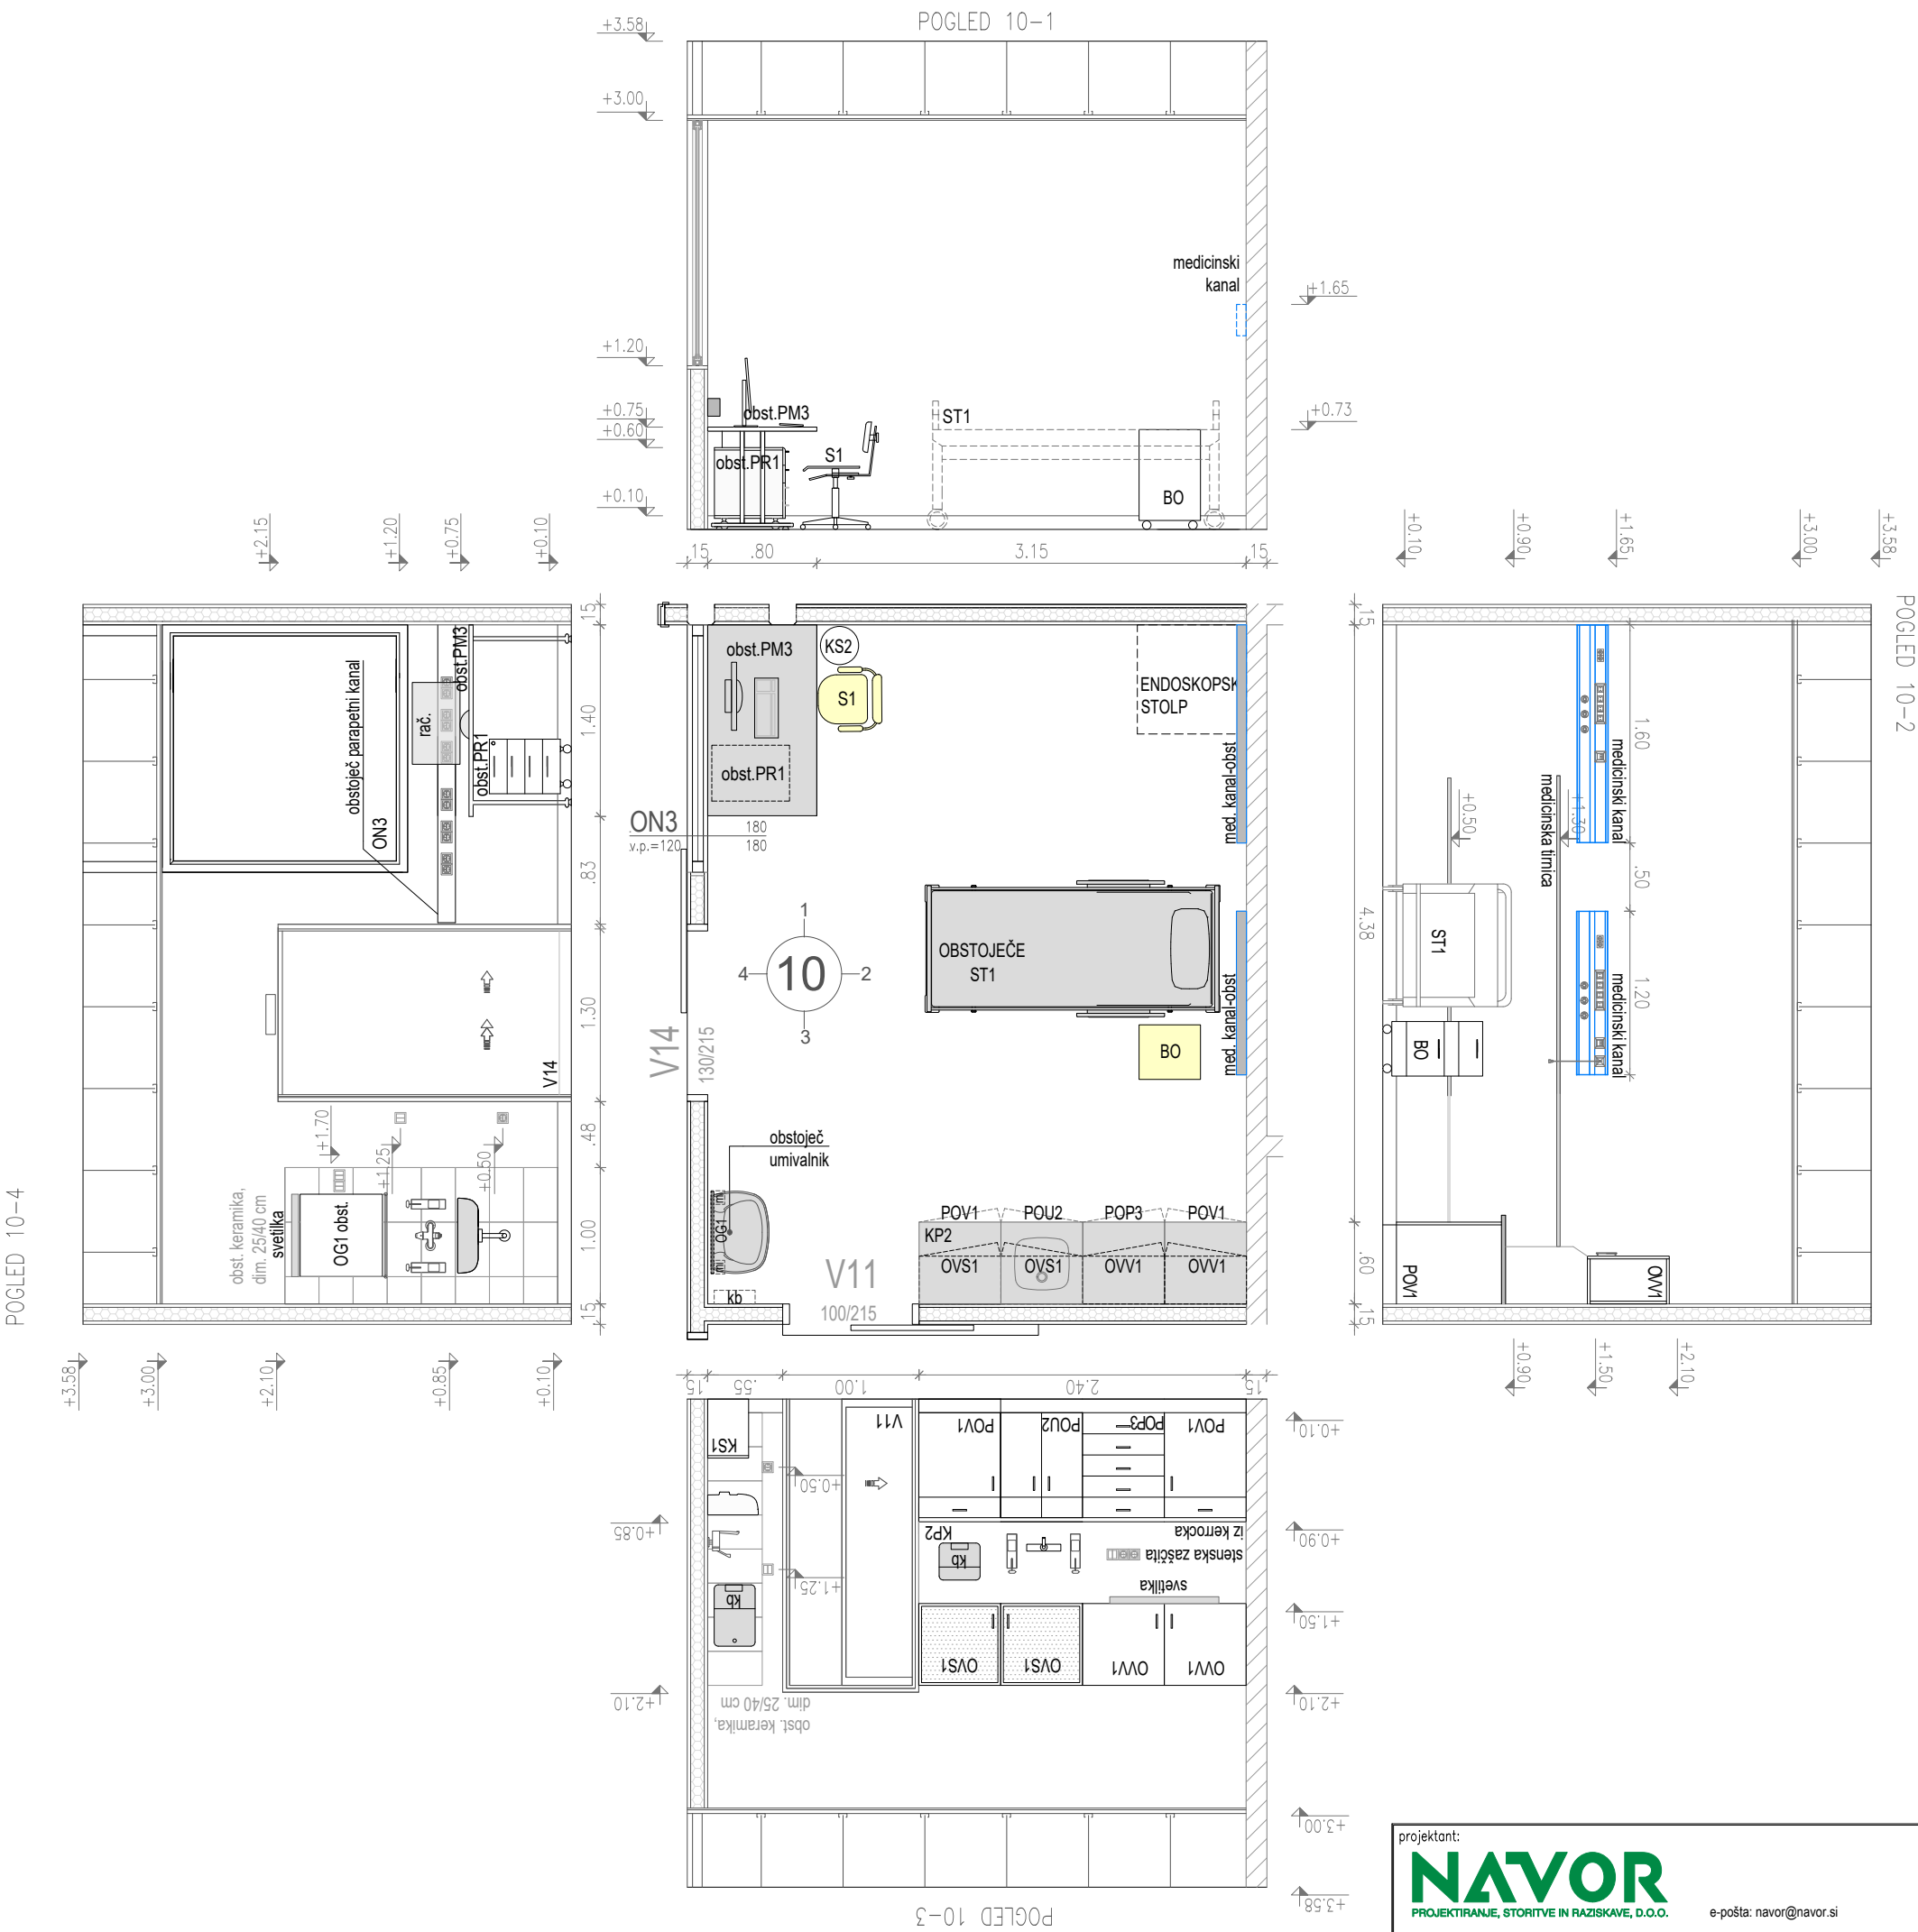 POGLED 10-1
+3.58
+3.00
medicinski
kanal
+1.65
+1.20
+0.75
+0.60
+0.10
+0.73
obst.PM3
obst.PR1
S1
ST1
BO
.15
.80
3.15
.15
POGLED 10-4
+2.15
+1.20
+0.75
+0.10
obstoječ parapetni kanal
ON3
rač.
obst.PM3
obst.PR1
V14
+1.70
+1.25
+0.50
obst. keramika,
dim. 25/40 cm
svetilka
OG1 obst.
15
1.40
.83
1.30
.48
1.00
15
+3.58
+3.00
+2.10
+0.85
+0.10
obst.PM3
KS2
S1
obst.PR1
ENDOSKOPSK
STOLP
med. kanal-obst
ON3
v.p.=120
180
180
1
4
10
2
3
OBSTOJEČE
ST1
med. kanal-obst
BO
V14
130/215
obstoječ
umivalnik
OG1
ml
ml
kb
V11
100/215
POV1
POU2
POP3
POV1
KP2
OVS1
OVS1
OVV1
OVV1
POGLED 10-2
+0.10
+0.90
+1.65
+3.00
+3.58
15
4.38
.60
15
1.60
.50
1.20
medicinski kanal
medicinska tirnica
+0.50
+1.30
medicinski kanal
ST1
BO
POV1
OVV1
+0.90
+1.50
+2.10
POGLED 10-3
15
.55
1.00
2.40
15
KS1
V11
POV1
POU2
POP3
POV1
+0.10
+0.50
+0.85
+0.90
KP2
iz kerrocka
stenska zaščita
kb
kb
+1.25
svetilka
+1.50
OVS1
OVS1
OVV1
OVV1
+2.10
+2.10
obst. keramika,
dim. 25/40 cm
+3.00
+3.58
projektant:
NAVOR
PROJEKTIRANJE, STORITVE IN RAZISKAVE, D.O.O.
e-pošta: navor@navor.si